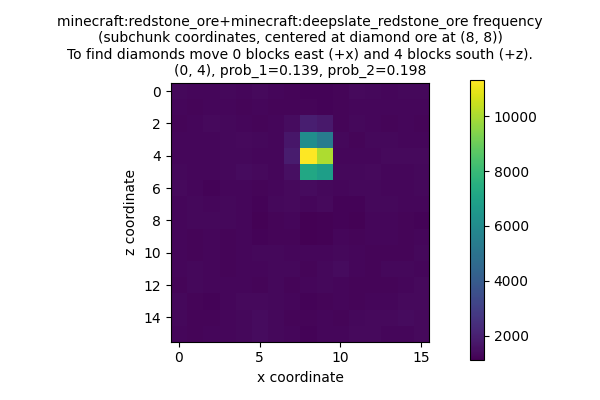 minecraft:redstone_ore+minecraft:deepslate_redstone_ore frequency
(subchunk coordinates, centered at diamond ore at (8, 8))
To find diamonds move 0 blocks east (+x) and 4 blocks south (+z).
(0, 4), prob_1=0.139, prob_2=0.198
0
2
4
6
8
10
12
14
z coordinate
0
5
10
15
x coordinate
10000
8000
6000
4000
2000